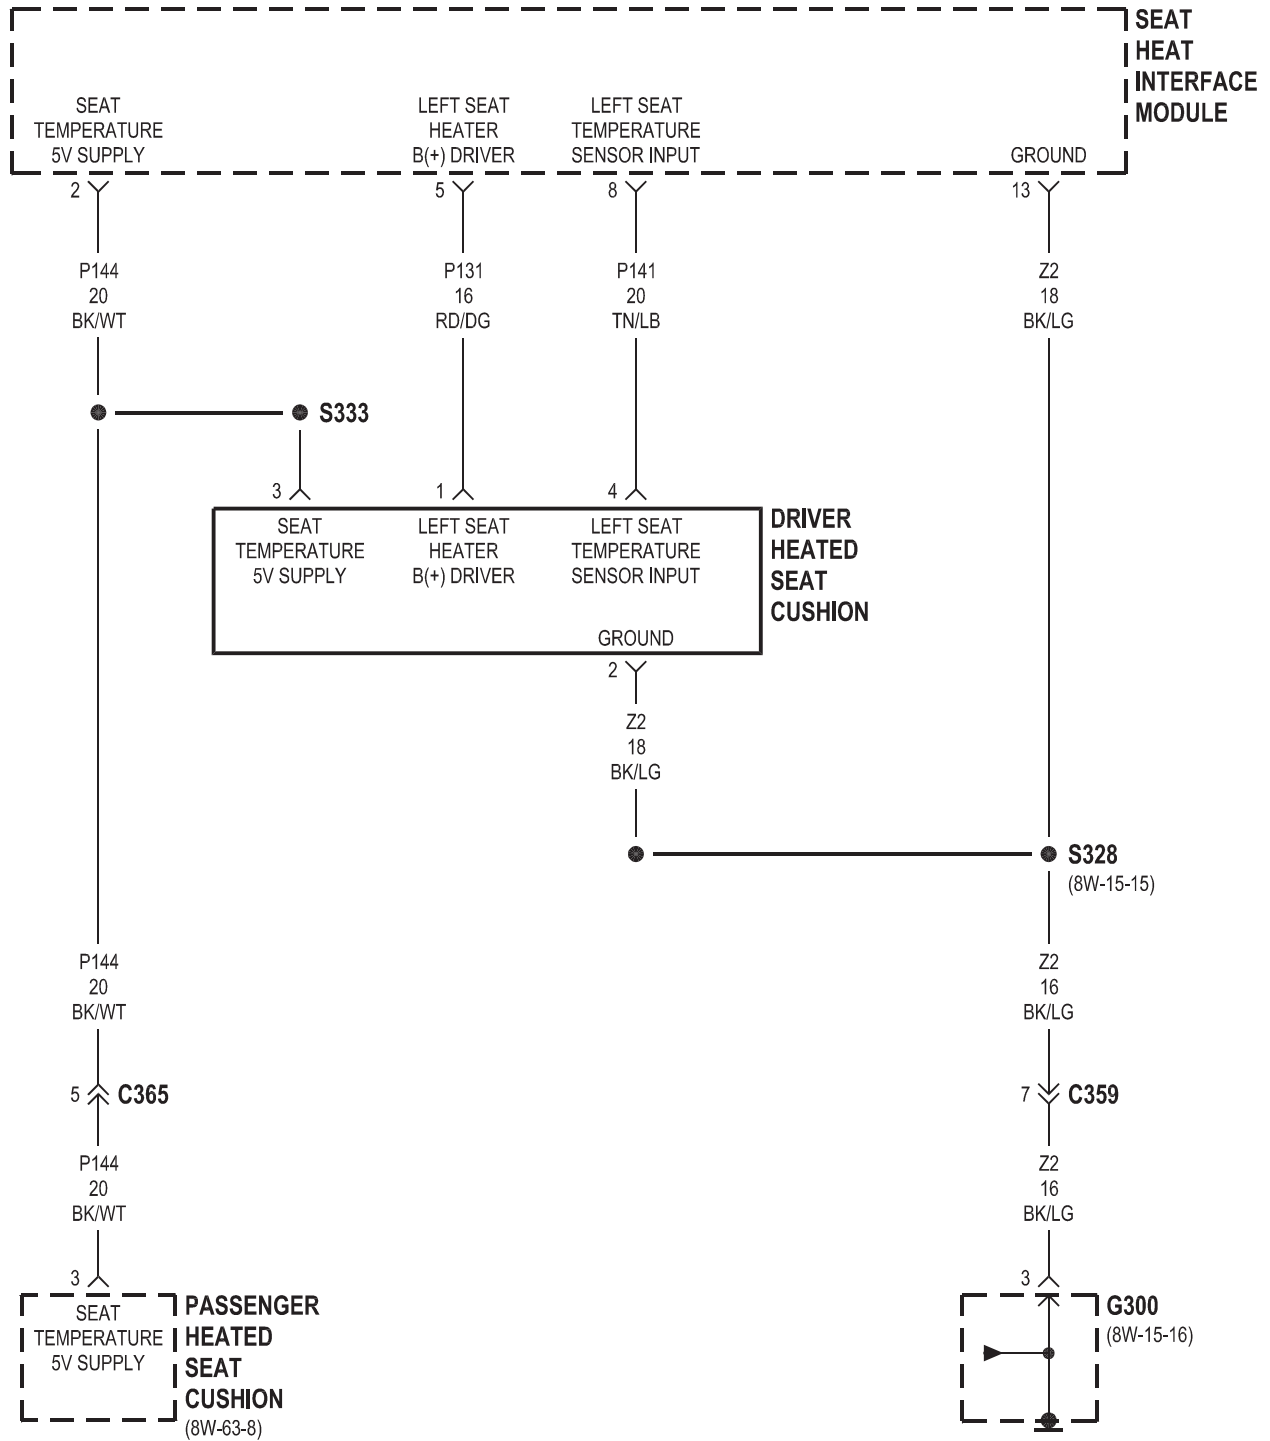 SEAT
HEAT
INTERFACE
MODULE
SEAT
TEMPERATURE
5V SUPPLY
LEFT SEAT
HEATER
B(+) DRIVER
LEFT SEAT
TEMPERATURE
SENSOR INPUT
GROUND
2
5
8
13
P144
20
BK/WT
P131
16
RD/DG
P141
20
TN/LB
Z2
18
BK/LG
S333
3
1
4
SEAT
TEMPERATURE
5V SUPPLY
LEFT SEAT
HEATER
B(+) DRIVER
LEFT SEAT
TEMPERATURE
SENSOR INPUT
GROUND
DRIVER
HEATED
SEAT
CUSHION
2
Z2
18
BK/LG
S328
(8W-15-15)
P144
20
BK/WT
Z2
16
BK/LG
5
C365
7
C359
P144
20
BK/WT
Z2
16
BK/LG
3
3
SEAT
TEMPERATURE
5V SUPPLY
PASSENGER
HEATED
SEAT
CUSHION
(8W-63-8)
G300
(8W-15-16)